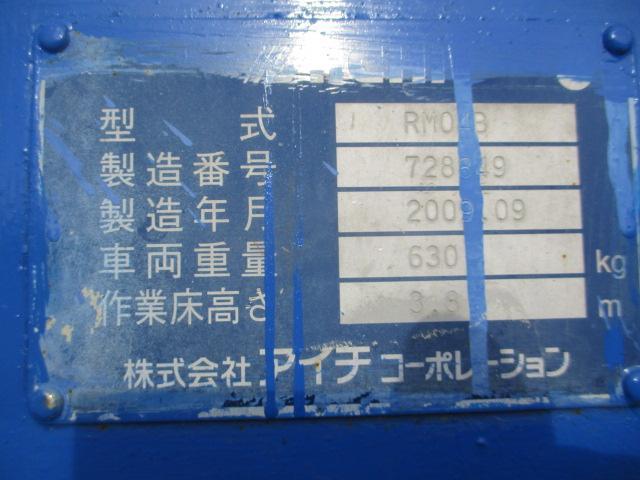 型式 RM04B
製造番号
製造年月 2009.09
車両重量 630 kg
作業床高さ 3.8 m
株式会社 アイチ コーポレーション